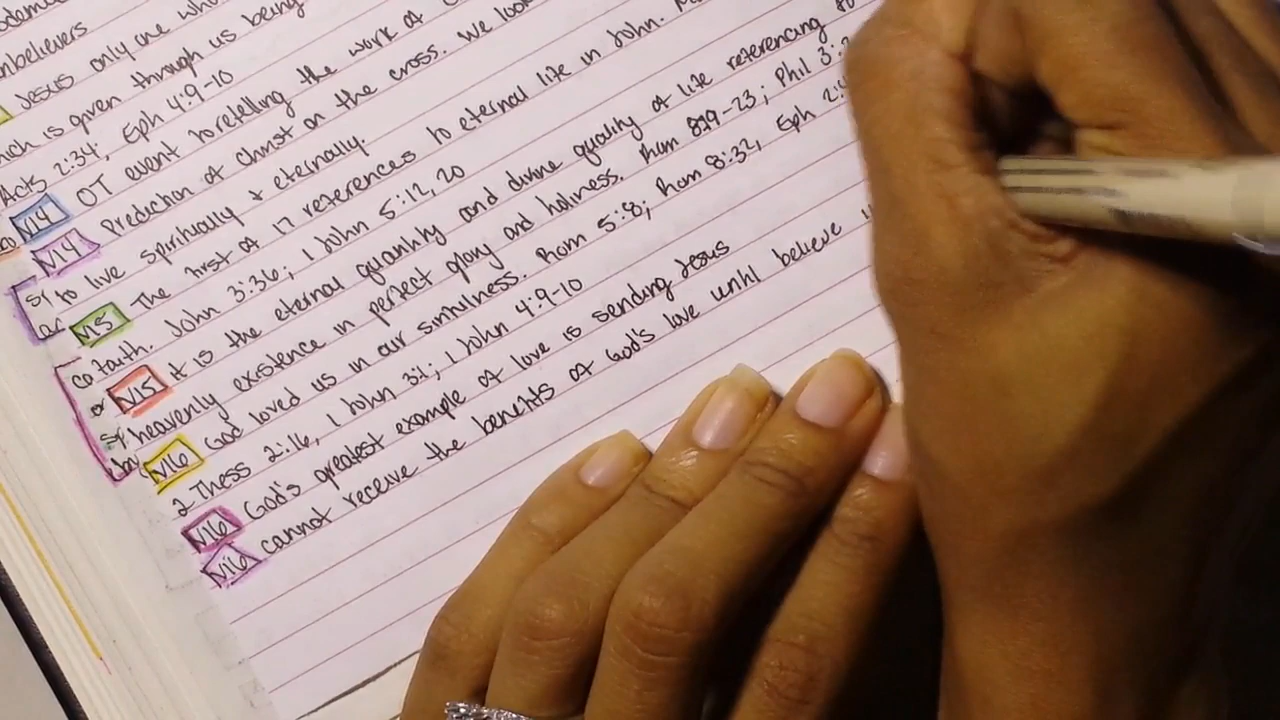 nbelievers
Jesus only one who
which is given through us being
Acts 2:34, Eph 4:9-10
V14 OT event to retelling the work of
V14 Prediction of Christ on the cross. We look
to live spiritually & eternally.
V15 The first of 17 references to eternal life in John.
faith. John 3:36; 1 John 5:12, 20
V15 it is the eternal quantity and divine quality of life referencing to
heavenly existence in perfect glory and holiness. Rom 8:19-23; Phil 3:2
V16 God loved us in our sinfulness. Rom 5:8; Rom 8:32, Eph 2:
2 Thess 2:16, 1 John 3:1; 1 John 4:9-10
V16 God's greatest example of love is sending Jesus
V16 cannot receive the benefits of God's love until believe